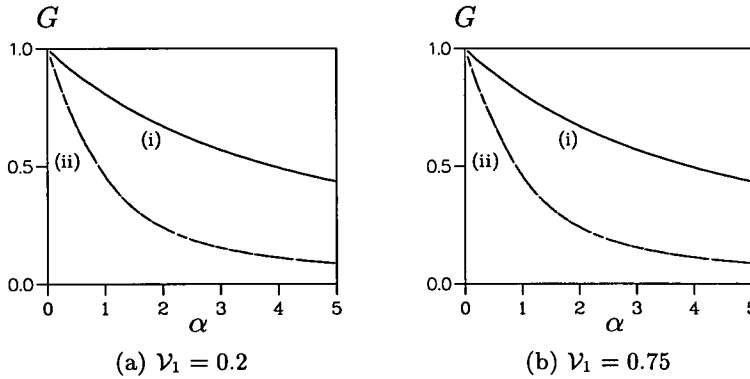 G
1.0
(i)
(ii)
0.5
0.0
0 1 2 3 4 5
α
(a) 𝒱₁ = 0.2
G
1.0
(i)
(ii)
0.5
0.0
0 1 2 3 4 5
α
(b) 𝒱₁ = 0.75